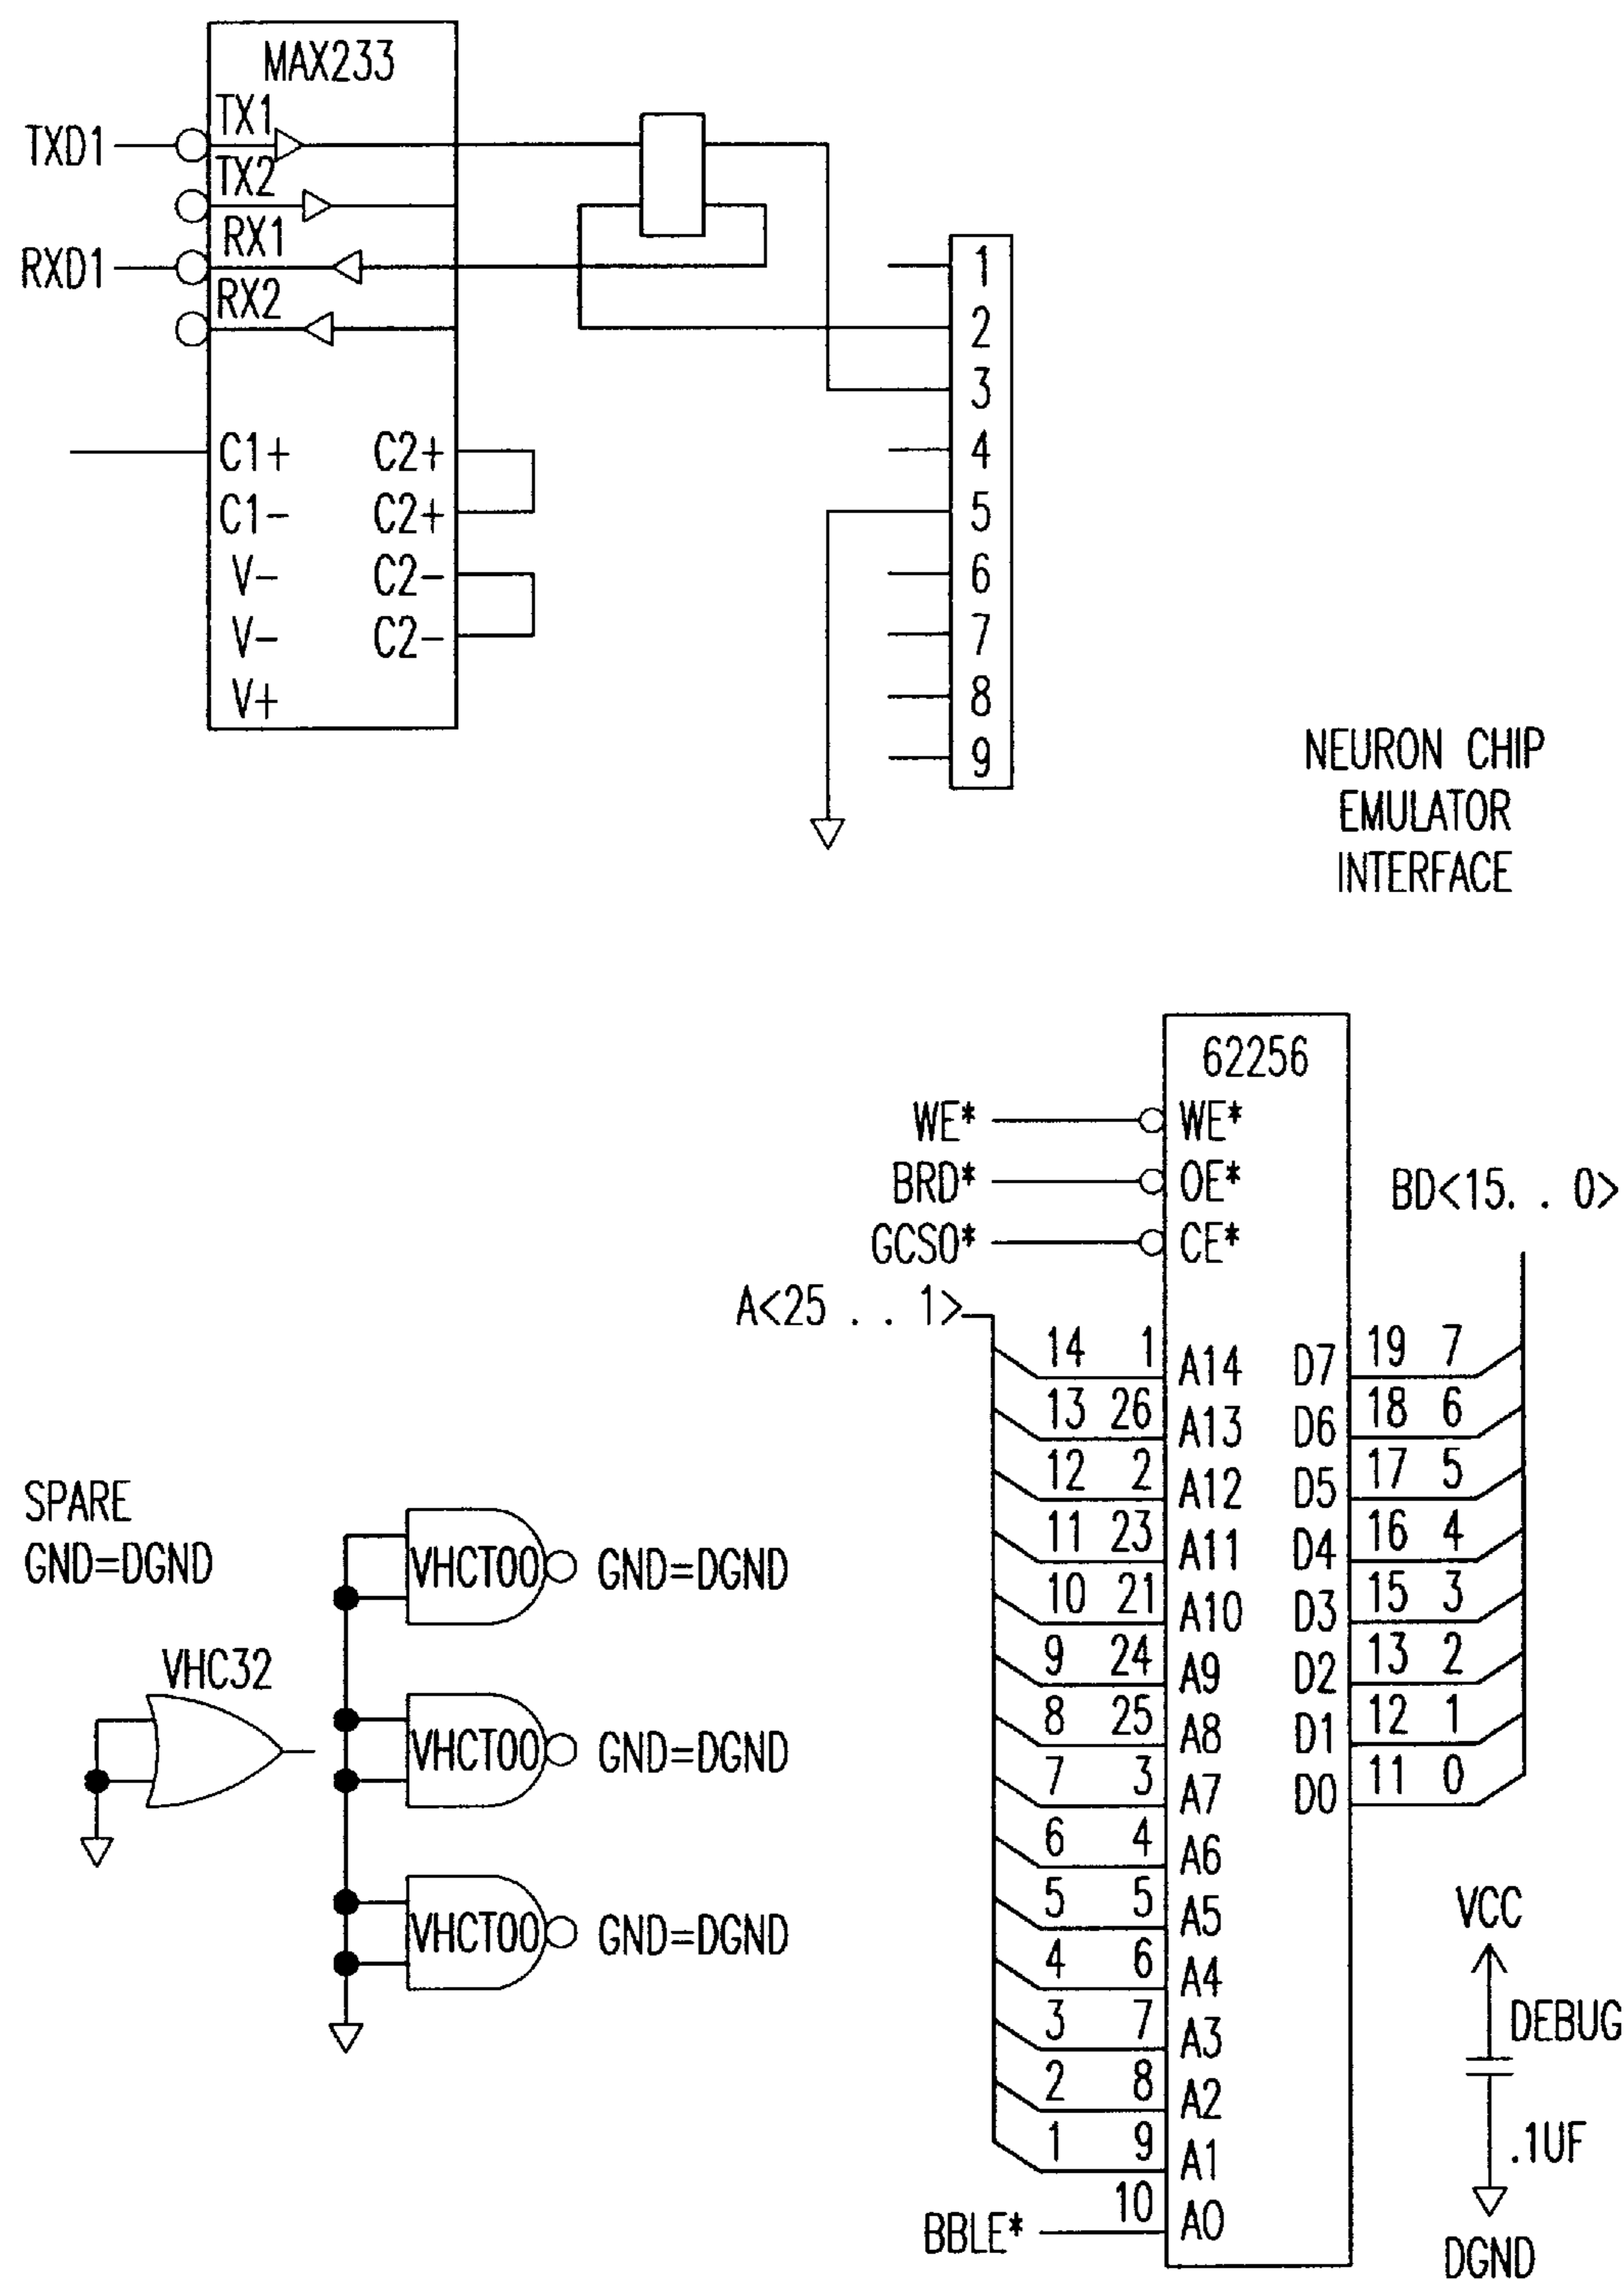 MAX233
TXD1
TX1
TX2
RXD1
RX1
RX2
C1+ C2+
C1- C2+
V- C2-
V- C2-
V+
1
2
3
4
5
6
7
8
9
NEURON CHIP
EMULATOR
INTERFACE
62256
WE* WE*
BRD* OE*
GCS0* CE*
BD<15. . 0>
A<25 . . 1>
14 1 A14 D7 19 7
13 26 A13 D6 18 6
12 2 A12 D5 17 5
11 23 A11 D4 16 4
10 21 A10 D3 15 3
9 24 A9 D2 13 2
8 25 A8 D1 12 1
7 3 A7 D0 11 0
6 4 A6
5 5 A5
4 6 A4
3 7 A3
2 8 A2
1 9 A1
BBLE* 10 A0
SPARE
GND=DGND
VHC32
VHCT00 GND=DGND
VHCT00 GND=DGND
VHCT00 GND=DGND
VCC
DEBUG
.1UF
DGND